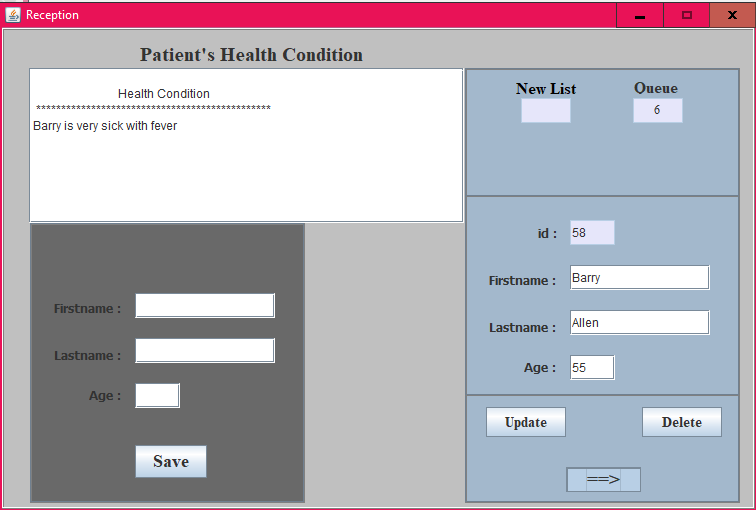 Reception
Patient's Health Condition
Health Condition
***********************************************
Barry is very sick with fever
New List
Queue
6
id : 58
Firstname : Barry
Lastname : Allen
Age : 55
Update
Delete
==>
Firstname :
Lastname :
Age :
Save